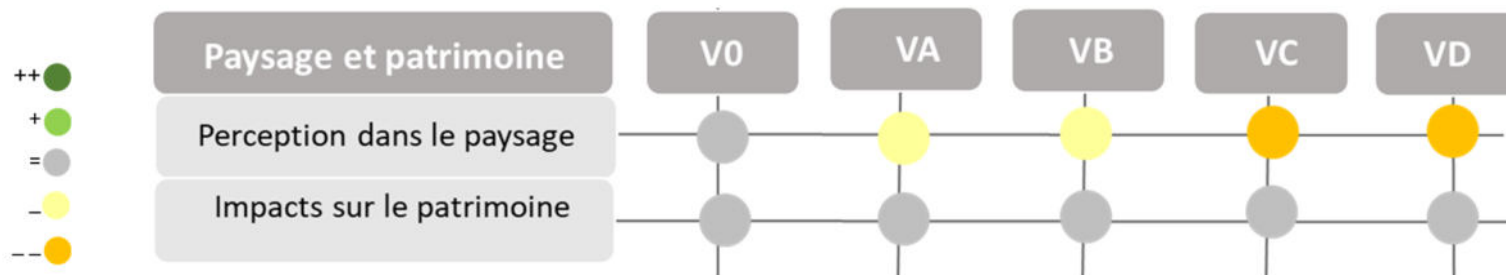 Paysage et patrimoine V0 VA VB VC VD
++
+
Perception dans le paysage
=
–
Impacts sur le patrimoine
– –